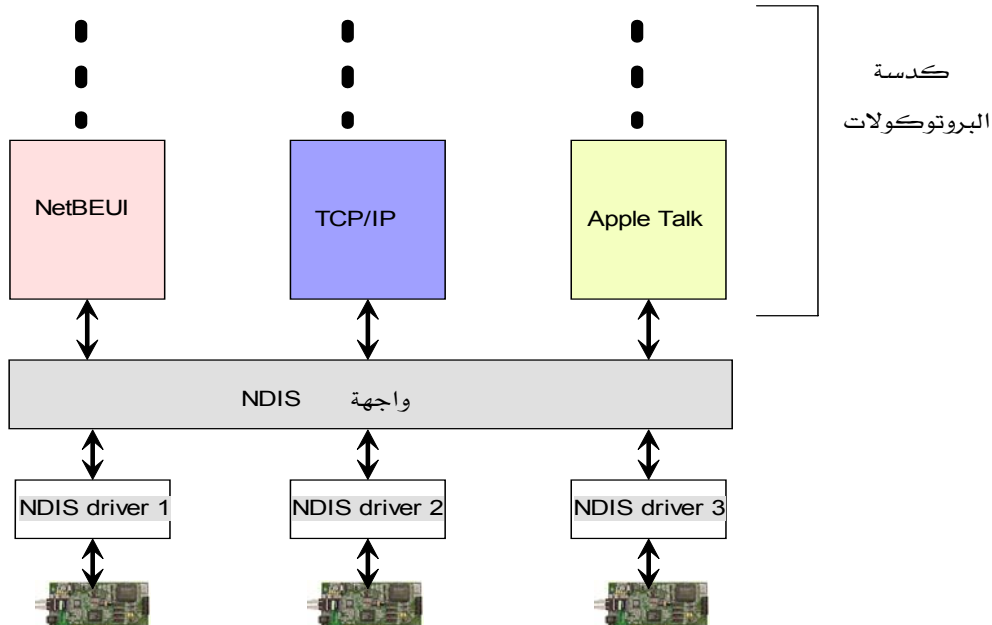 كدسة
البروتوكولات
NetBEUI
TCP/IP
Apple Talk
واجهة NDIS
NDIS driver 1
NDIS driver 2
NDIS driver 3